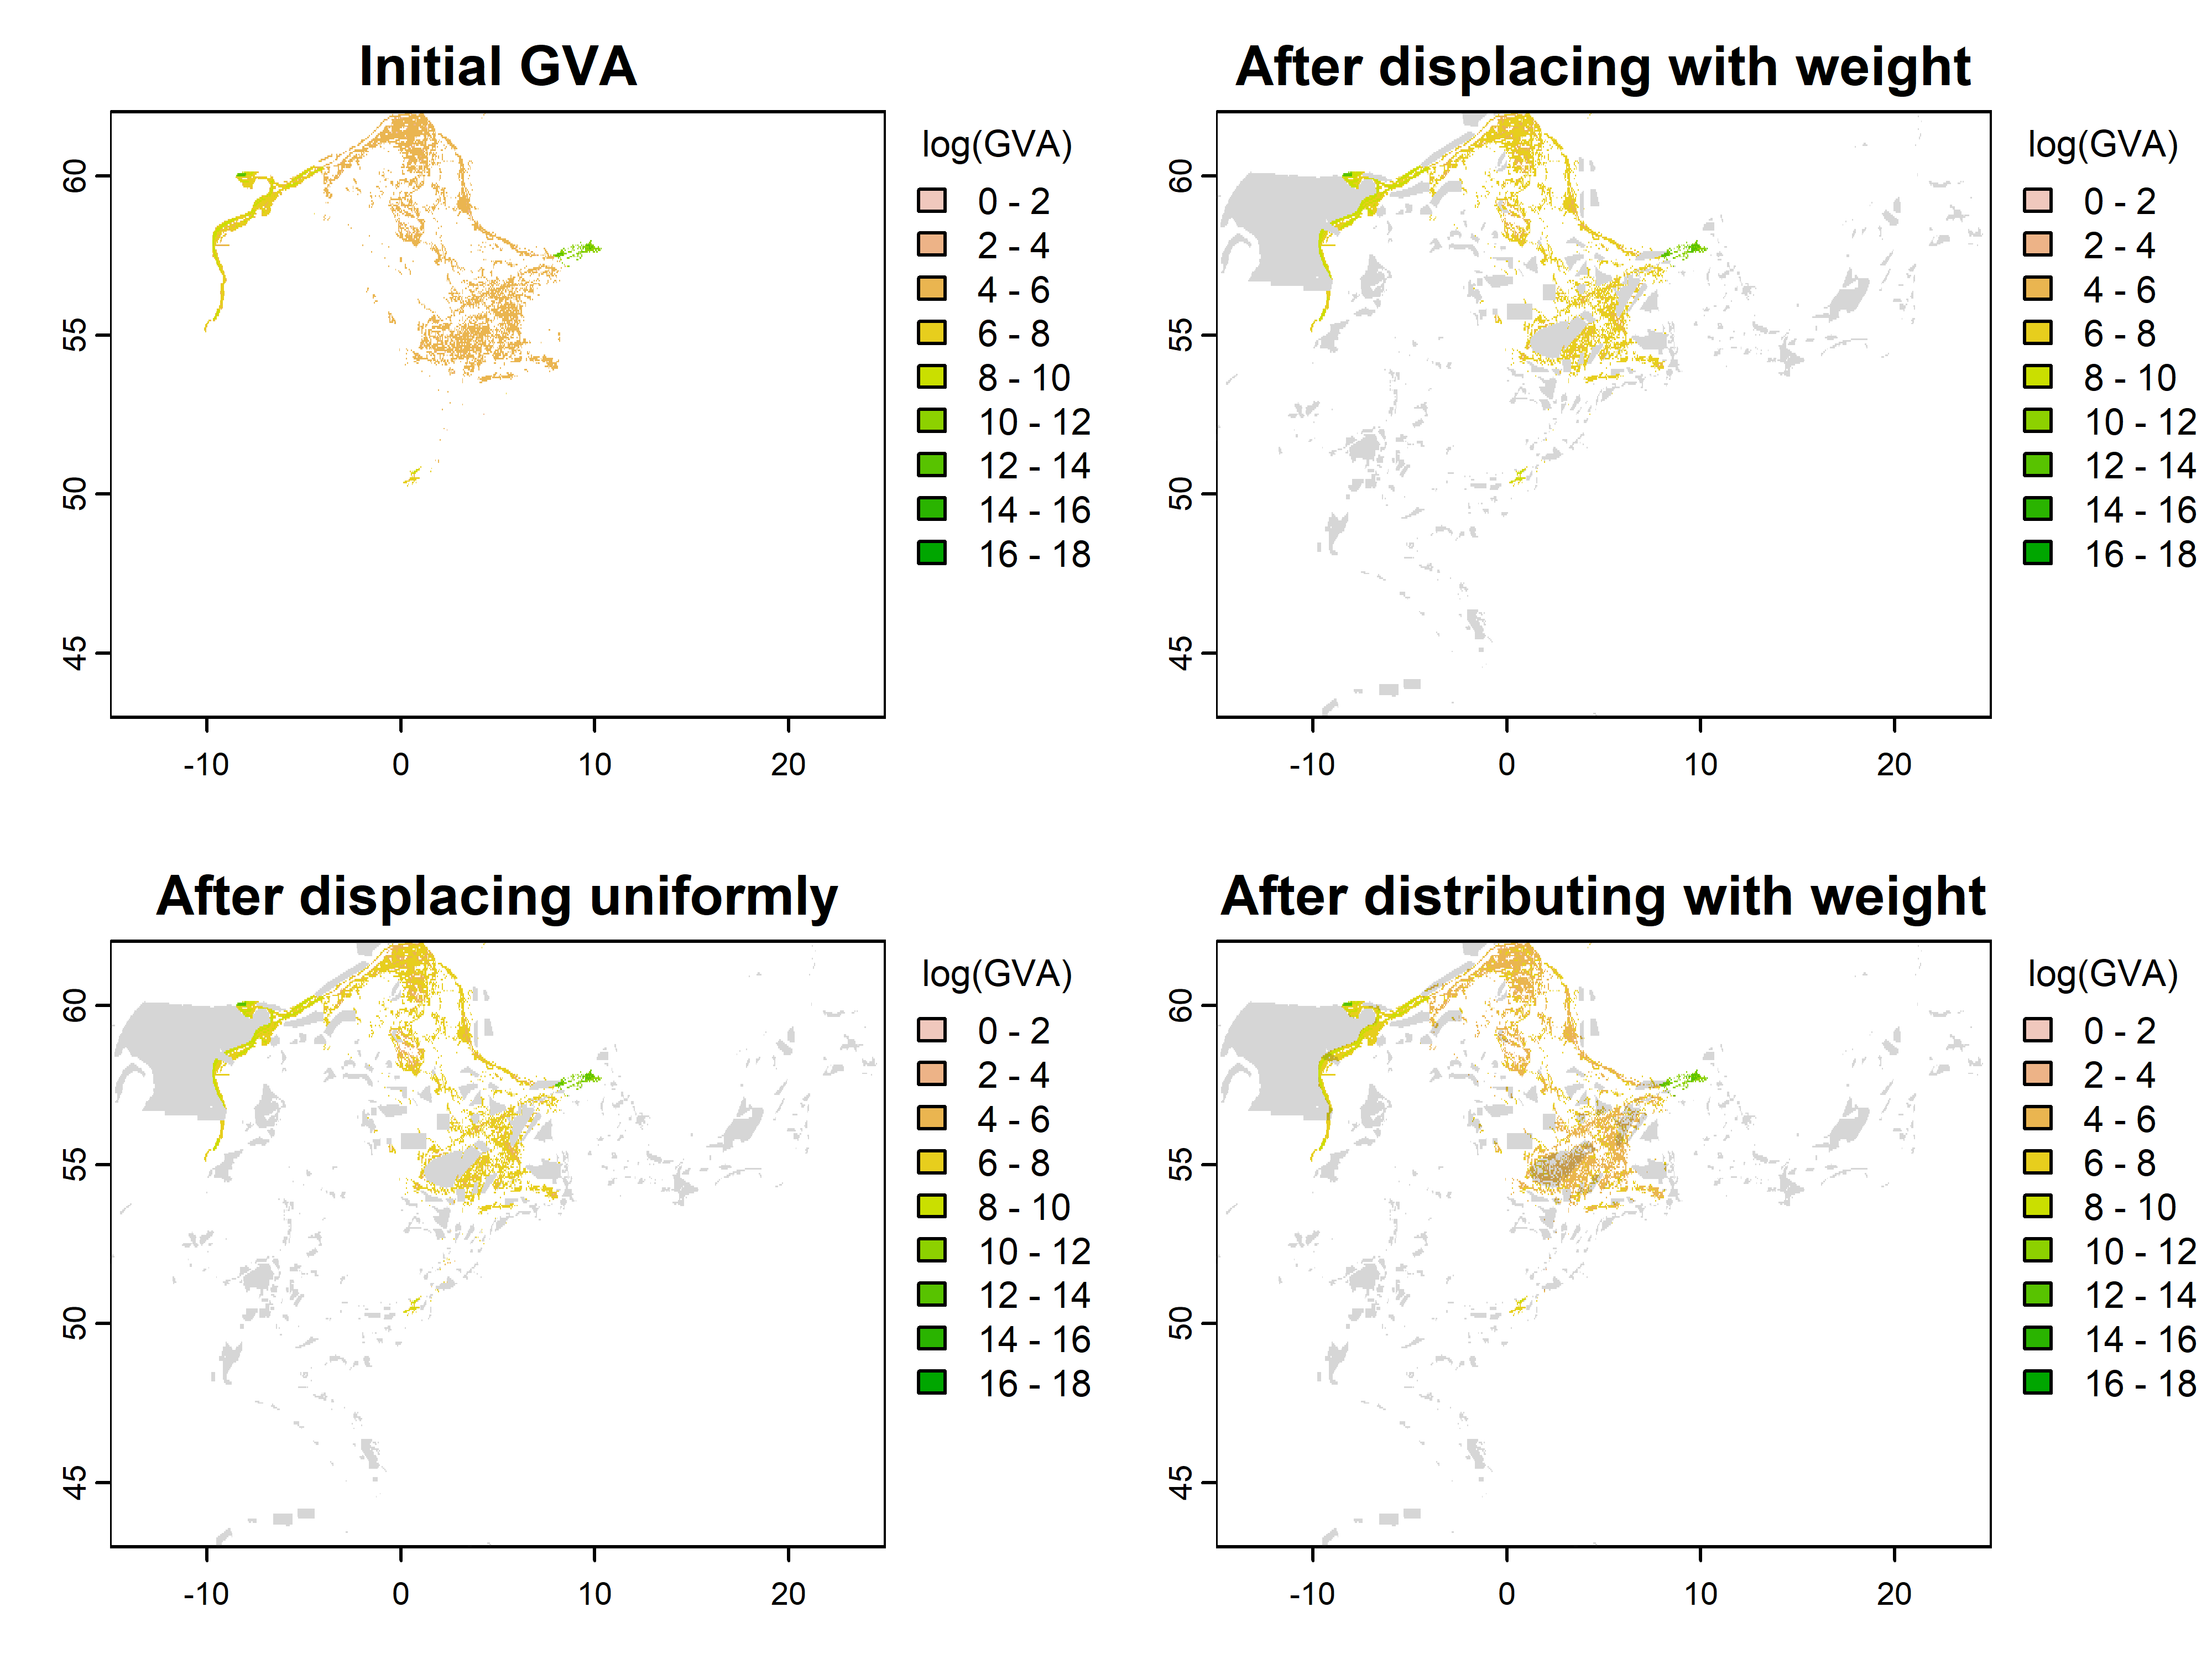 Initial GVA
60
55
50
45
-10
0
10
20
log(GVA)
0 - 2
2 - 4
4 - 6
6 - 8
8 - 10
10 - 12
12 - 14
14 - 16
16 - 18
After displacing with weight
60
55
50
45
-10
0
10
20
log(GVA)
0 - 2
2 - 4
4 - 6
6 - 8
8 - 10
10 - 12
12 - 14
14 - 16
16 - 18
After displacing uniformly
60
55
50
45
-10
0
10
20
log(GVA)
0 - 2
2 - 4
4 - 6
6 - 8
8 - 10
10 - 12
12 - 14
14 - 16
16 - 18
After distributing with weight
60
55
50
45
-10
0
10
20
log(GVA)
0 - 2
2 - 4
4 - 6
6 - 8
8 - 10
10 - 12
12 - 14
14 - 16
16 - 18